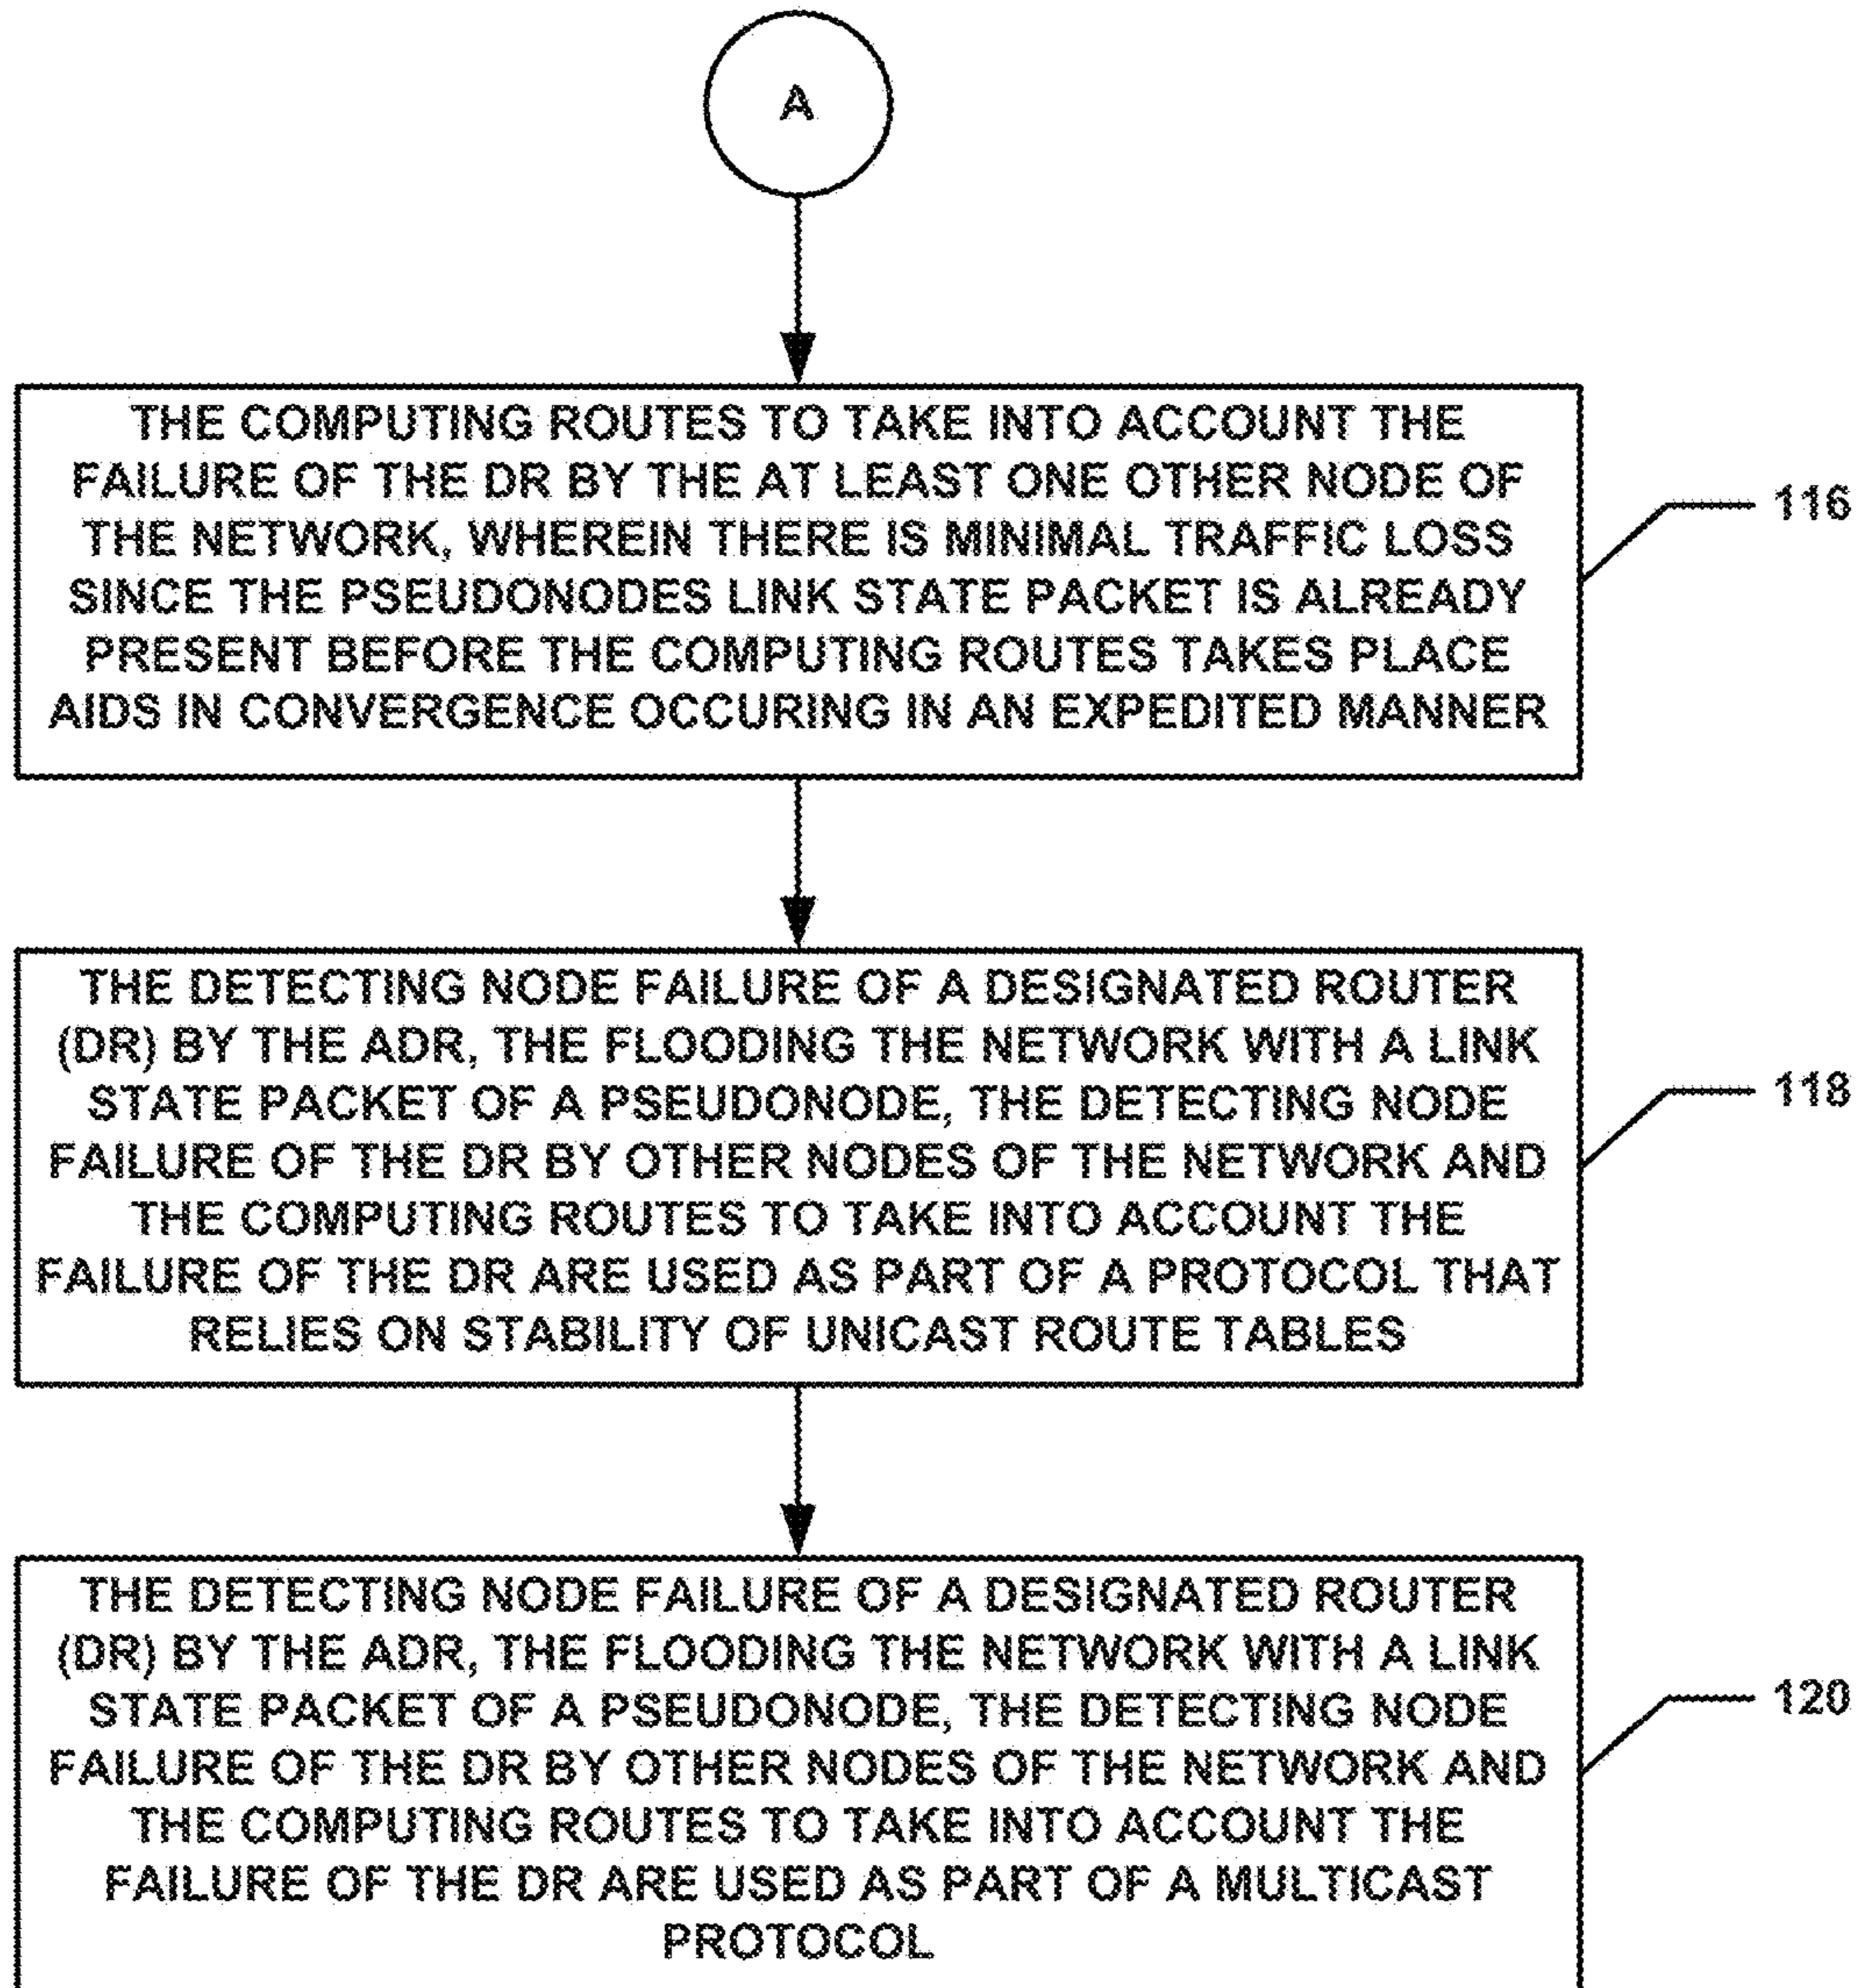 A
THE COMPUTING ROUTES TO TAKE INTO ACCOUNT THE
FAILURE OF THE DR BY THE AT LEAST ONE OTHER NODE OF
THE NETWORK, WHEREIN THERE IS MINIMAL TRAFFIC LOSS
SINCE THE PSEUDONODES LINK STATE PACKET IS ALREADY
PRESENT BEFORE THE COMPUTING ROUTES TAKES PLACE
AIDS IN CONVERGENCE OCCURING IN AN EXPEDITED MANNER
116
THE DETECTING NODE FAILURE OF A DESIGNATED ROUTER
(DR) BY THE ADR, THE FLOODING THE NETWORK WITH A LINK
STATE PACKET OF A PSEUDONODE, THE DETECTING NODE
FAILURE OF THE DR BY OTHER NODES OF THE NETWORK AND
THE COMPUTING ROUTES TO TAKE INTO ACCOUNT THE
FAILURE OF THE DR ARE USED AS PART OF A PROTOCOL THAT
RELIES ON STABILITY OF UNICAST ROUTE TABLES
118
THE DETECTING NODE FAILURE OF A DESIGNATED ROUTER
(DR) BY THE ADR, THE FLOODING THE NETWORK WITH A LINK
STATE PACKET OF A PSEUDONODE, THE DETECTING NODE
FAILURE OF THE DR BY OTHER NODES OF THE NETWORK AND
THE COMPUTING ROUTES TO TAKE INTO ACCOUNT THE
FAILURE OF THE DR ARE USED AS PART OF A MULTICAST
PROTOCOL
120